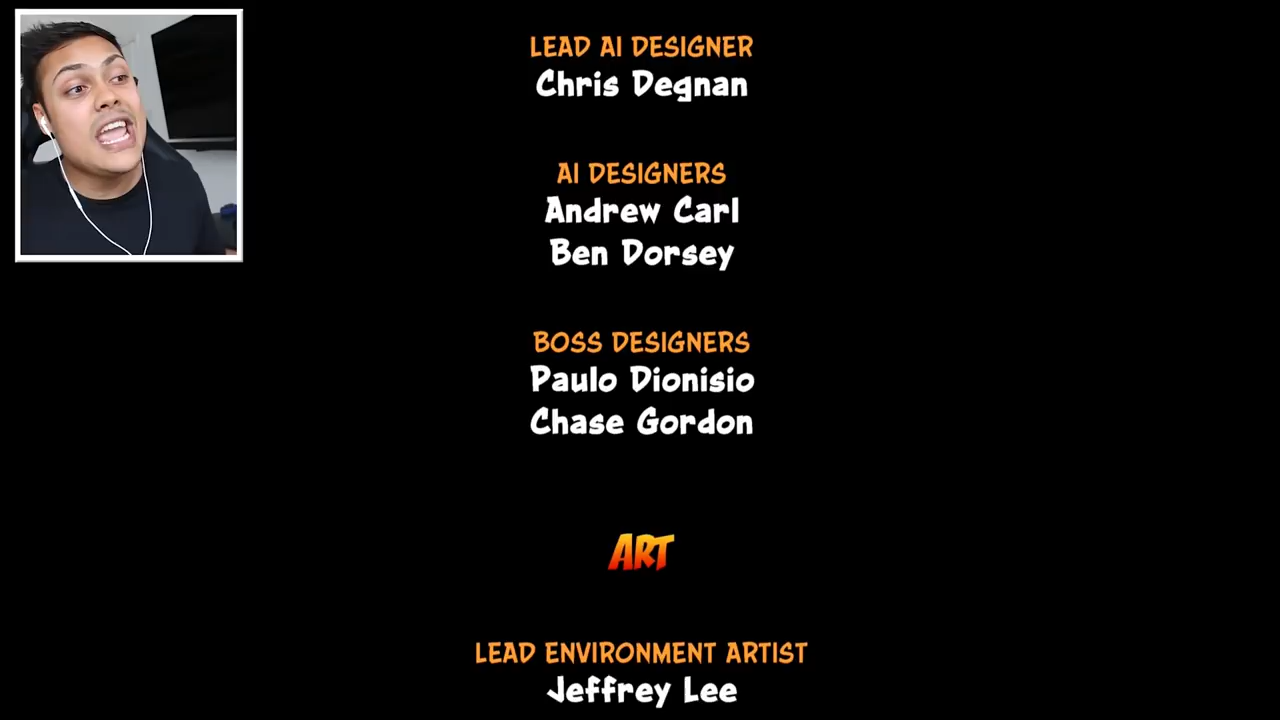 LEAD AI DESIGNER
Chris Degnan
AI DESIGNERS
Andrew Carl
Ben Dorsey
BOSS DESIGNERS
Paulo Dionisio
Chase Gordon
ART
LEAD ENVIRONMENT ARTIST
Jeffrey Lee